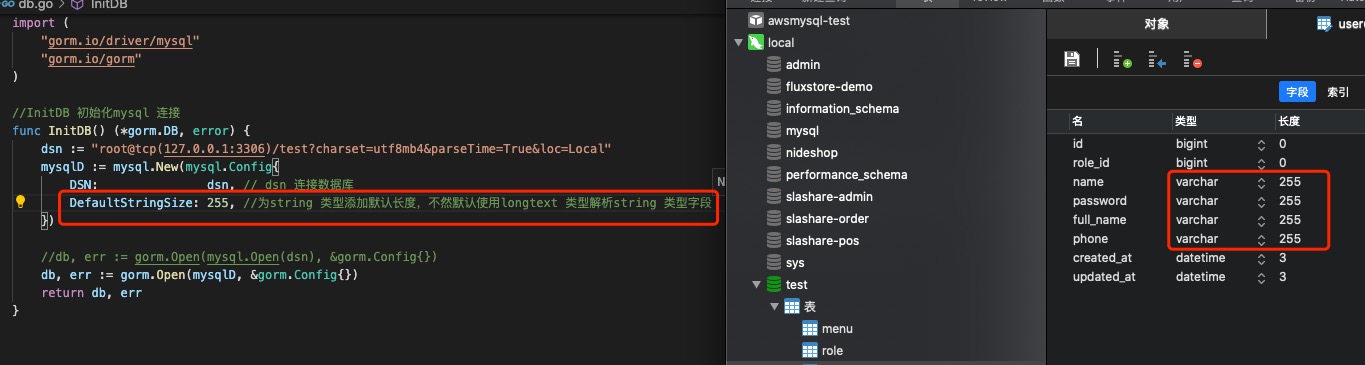 db.go > InitDB
import (
"gorm.io/driver/mysql"
"gorm.io/gorm"
)
//InitDB 初始化mysql 连接
func InitDB() (*gorm.DB, error) {
dsn := "root@tcp(127.0.0.1:3306)/test?charset=utf8mb4&parseTime=True&loc=Local"
mysqlD := mysql.New(mysql.Config{
DSN: dsn, // dsn 连接数据库
DefaultStringSize: 255, //为string 类型添加默认长度，不然默认使用longtext 类型解析string 类型字段
})
//db, err := gorm.Open(mysql.Open(dsn), &gorm.Config{})
db, err := gorm.Open(mysqlD, &gorm.Config{})
return db, err
}
N
awsmysql-test
local
admin
fluxstore-demo
information_schema
mysql
nideshop
performance_schema
slashare-admin
slashare-order
slashare-pos
sys
test
表
menu
role
对象
字段 索引
名 类型 长度
id bigint 0
role_id bigint 0
name varchar 255
password varchar 255
full_name varchar 255
phone varchar 255
created_at datetime 3
updated_at datetime 3